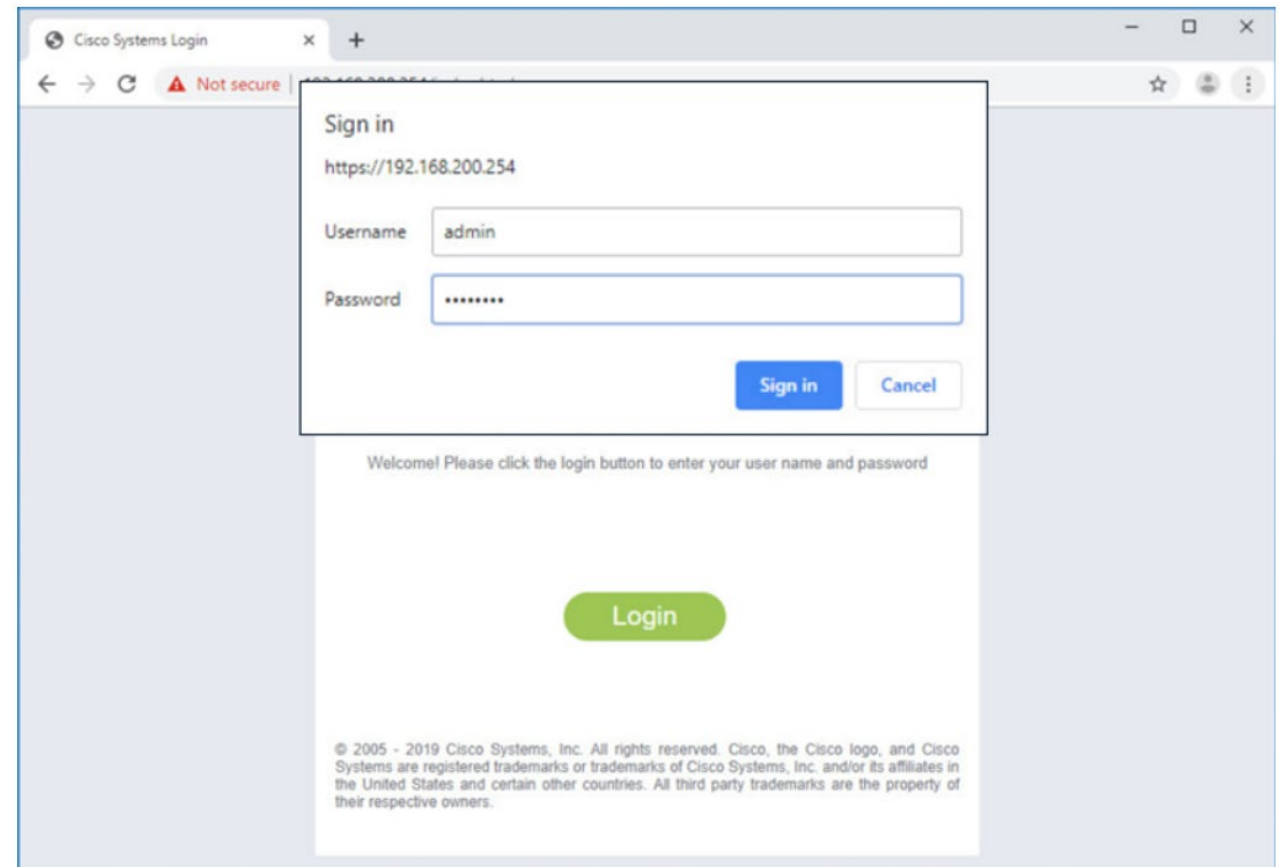 Cisco Systems Login
Not secure
Sign in
https://192.168.200.254
Username admin
Password ••••••••
Sign in Cancel
Welcome! Please click the login button to enter your user name and password
Login
© 2005 - 2019 Cisco Systems, Inc. All rights reserved. Cisco, the Cisco logo, and Cisco
Systems are registered trademarks or trademarks of Cisco Systems, Inc. and/or its affiliates in
the United States and certain other countries. All third party trademarks are the property of
their respective owners.